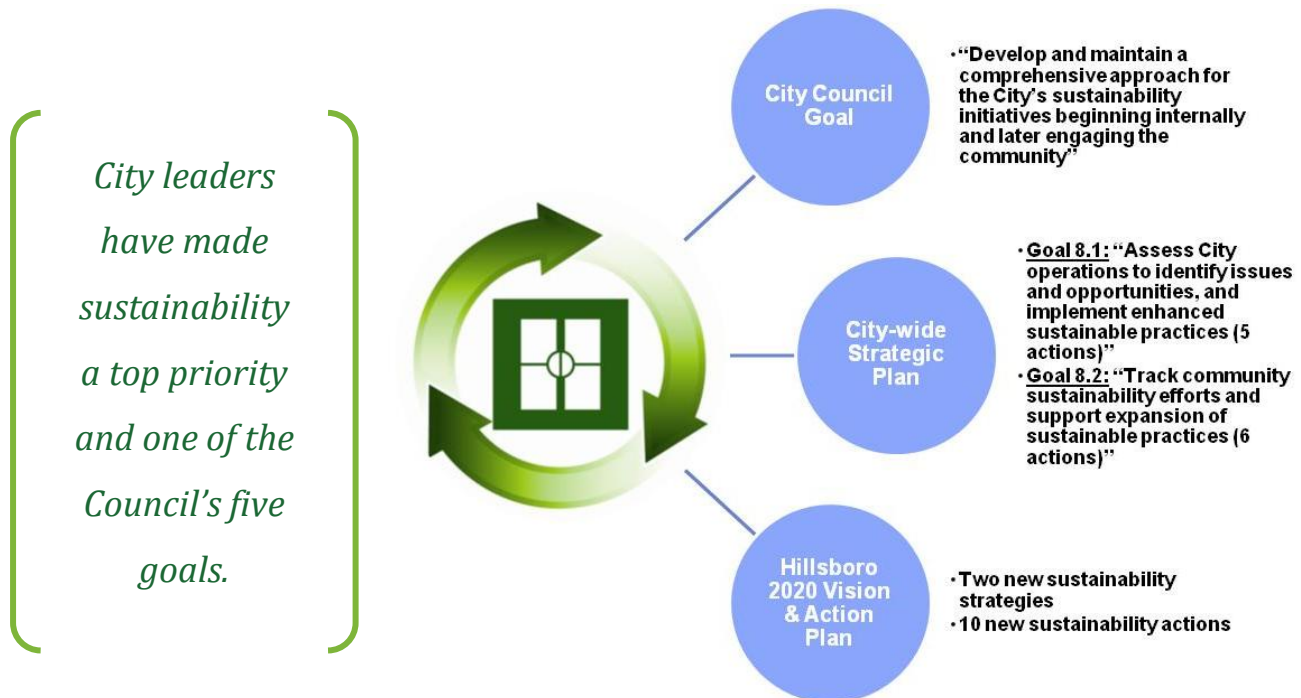 City leaders
have made
sustainability
a top priority
and one of the
Council’s five
goals.
City Council
Goal
•“Develop and maintain a
comprehensive approach for
the City’s sustainability
initiatives beginning internally
and later engaging the
community”
City-wide
Strategic
Plan
•Goal 8.1: “Assess City
operations to identify issues
and opportunities, and
implement enhanced
sustainable practices (5
actions)”
•Goal 8.2: “Track community
sustainability efforts and
support expansion of
sustainable practices (6
actions)”
Hillsboro
2020 Vision
& Action
Plan
•Two new sustainability
strategies
•10 new sustainability actions